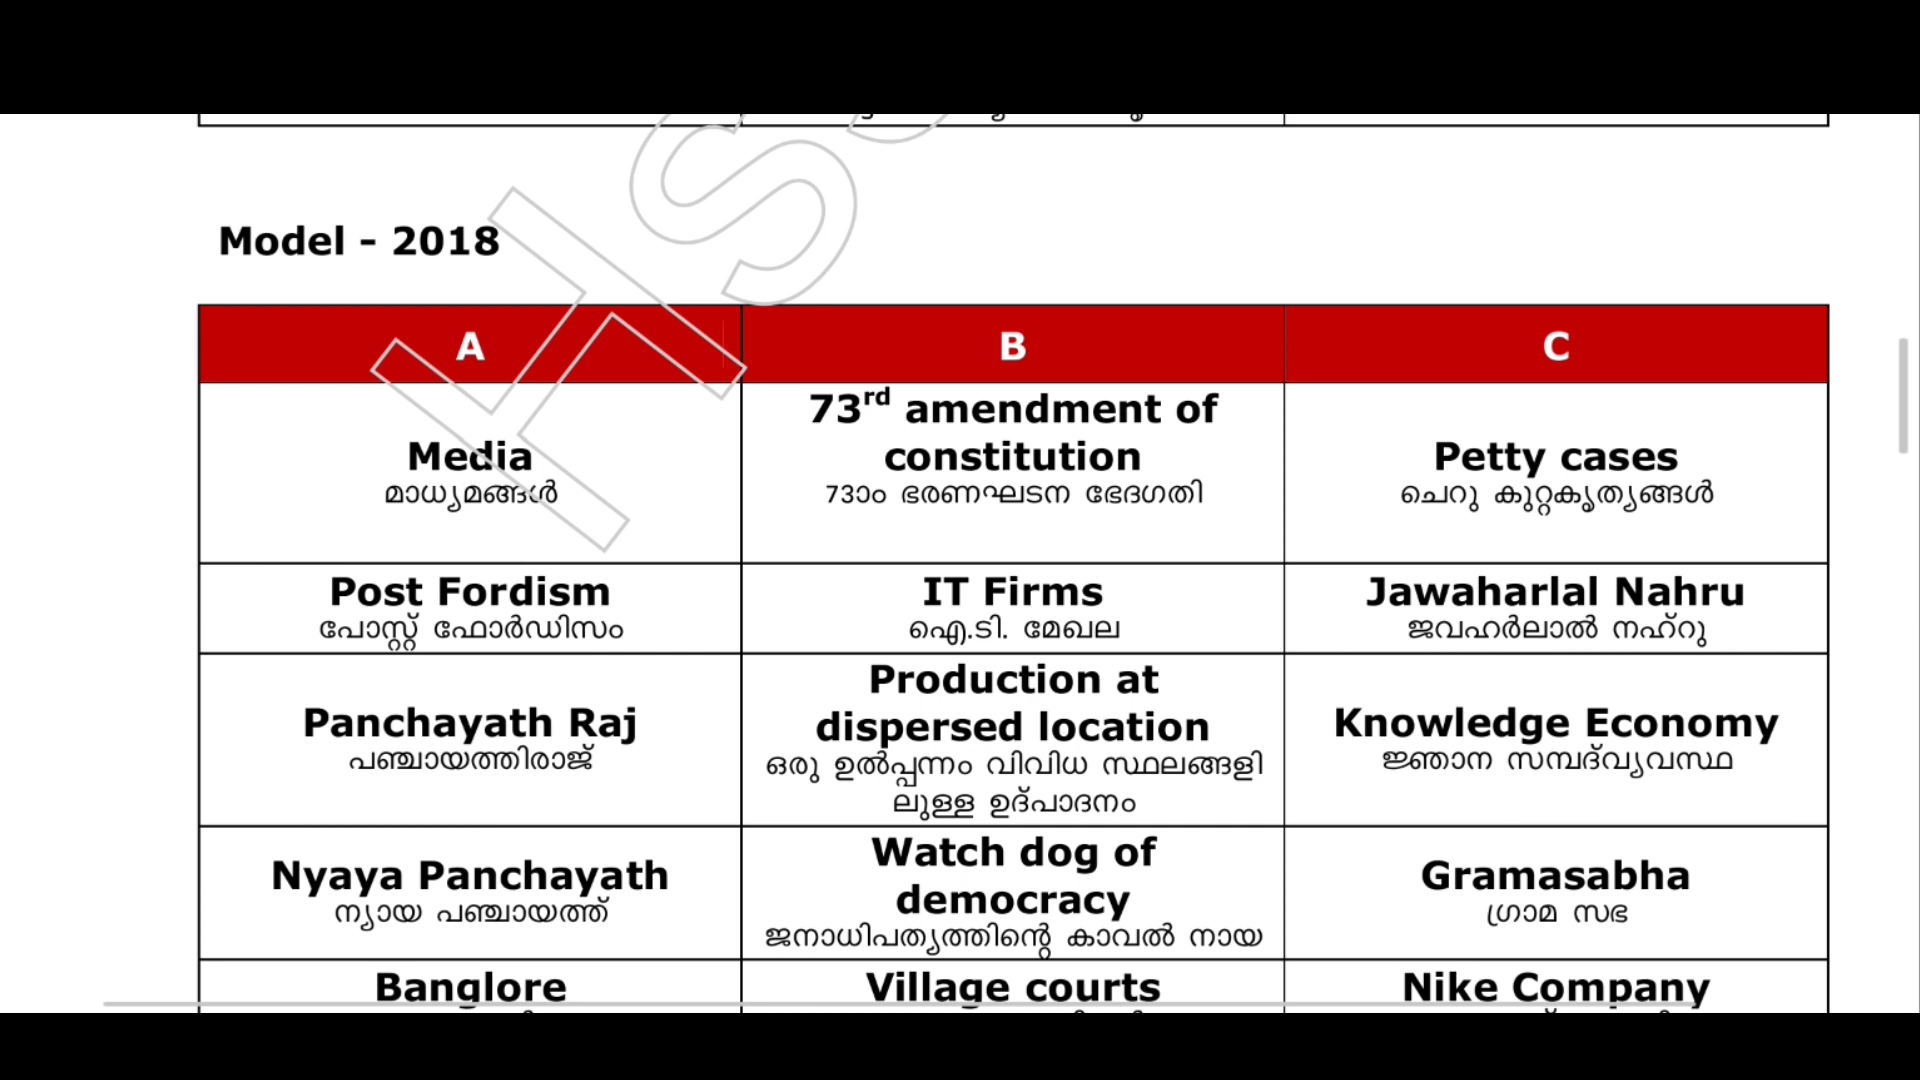 Model - 2018
A
B
C
Media
മാധ്യമങ്ങൾ
73rd amendment of
constitution
73ാം ഭരണഘടന ഭേദഗതി
Petty cases
ചെറു കുറ്റകൃത്യങ്ങൾ
Post Fordism
പോസ്റ്റ് ഫോർഡിസം
IT Firms
ഐ.ടി. മേഖല
Jawaharlal Nahru
ജവഹർലാൽ നഹ്റു
Panchayath Raj
പഞ്ചായത്തിരാജ്
Production at
dispersed location
ഒരു ഉൽപ്പന്നം വിവിധ സ്ഥലങ്ങളി
ലുള്ള ഉദ്പാദനം
Knowledge Economy
ജ്ഞാന സമ്പദ്‌വ്യവസ്ഥ
Nyaya Panchayath
ന്യായ പഞ്ചായത്ത്
Watch dog of
democracy
ജനാധിപത്യത്തിന്റെ കാവൽ നായ
Gramasabha
ഗ്രാമ സഭ
Banglore
Village courts
Nike Company